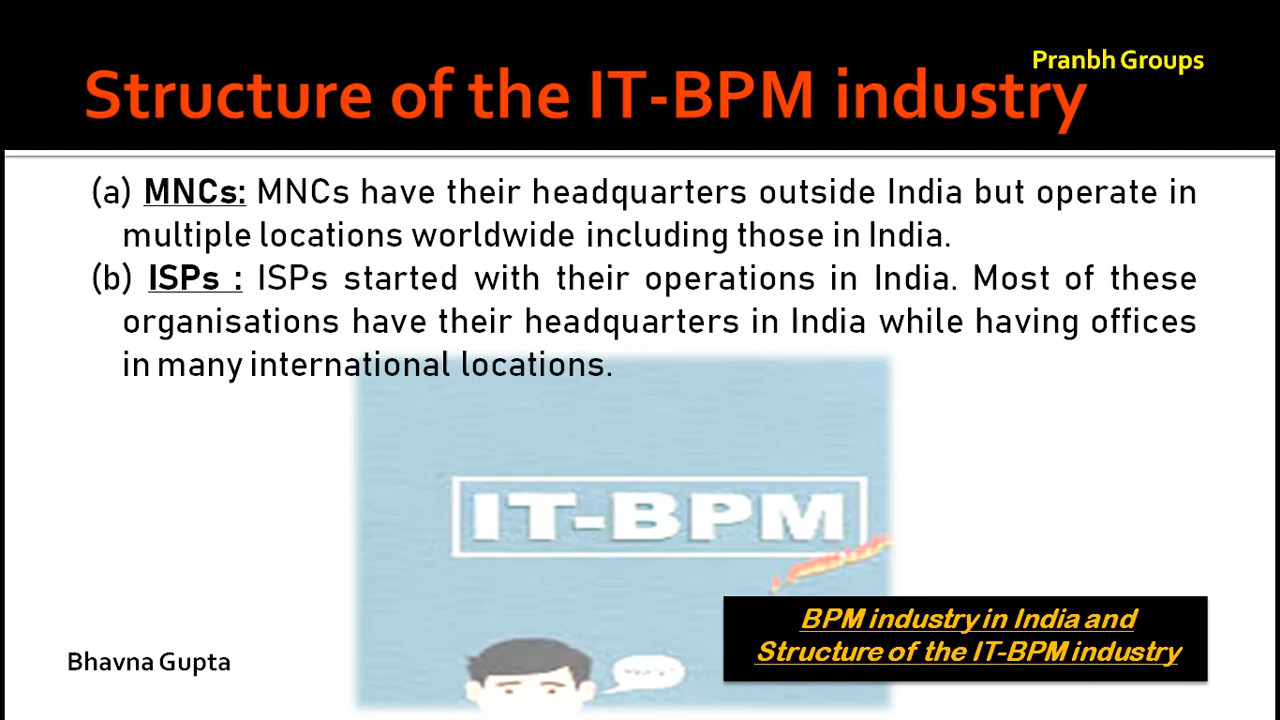 Pranbh Groups
Structure of the IT-BPM industry
(a) MNCs: MNCs have their headquarters outside India but operate in
multiple locations worldwide including those in India.
(b) ISPs : ISPs started with their operations in India. Most of these
organisations have their headquarters in India while having offices
in many international locations.
IT-BPM
BPM industry in India and
Structure of the IT-BPM industry
Bhavna Gupta